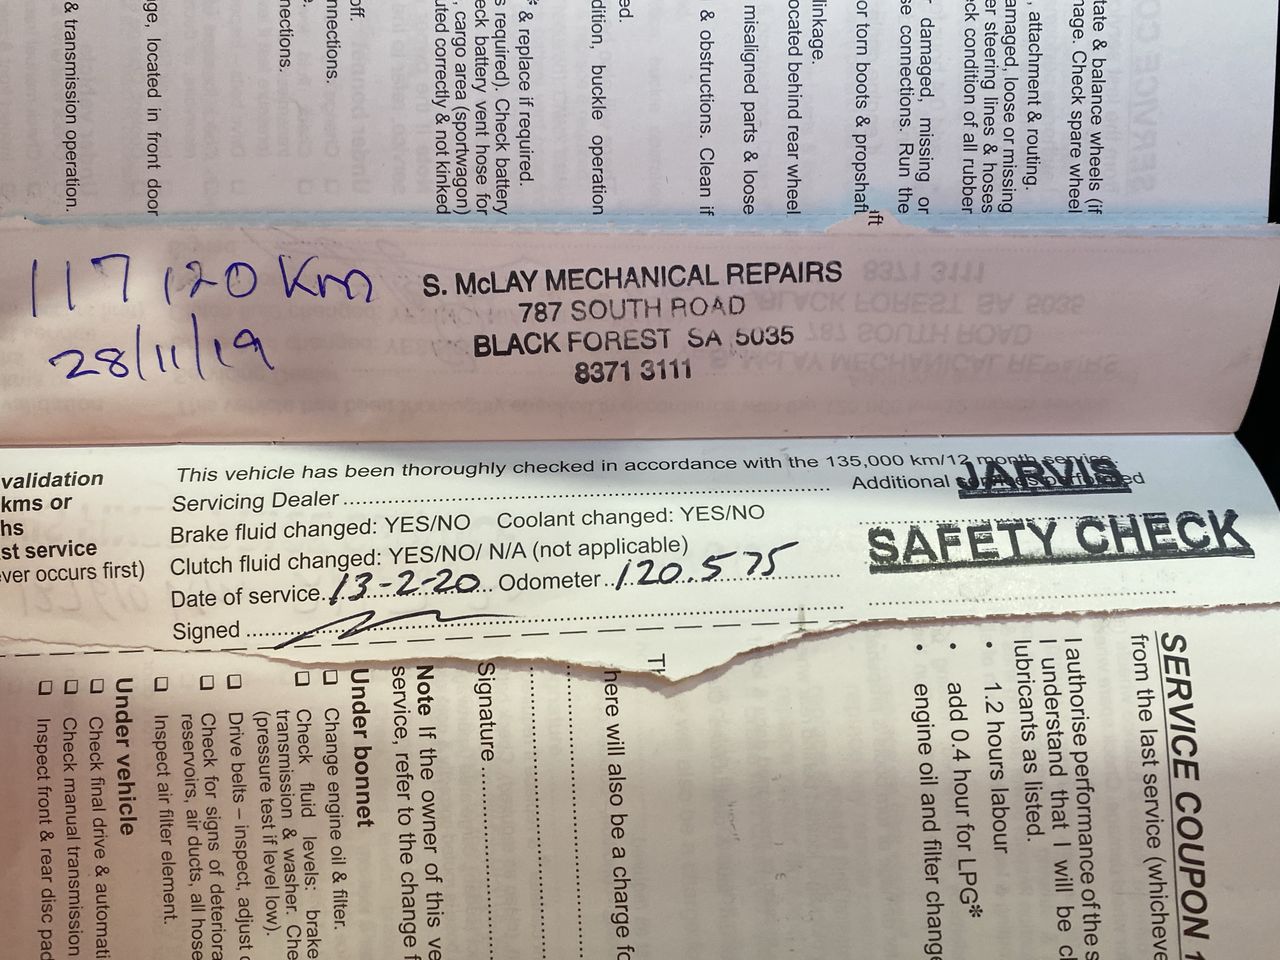 tate & balance wheels (if
nage. Check spare wheel
, attachment & routing.
amaged, loose or missing
er steering lines & hoses
ck condition of all rubber
r damaged, missing or
se connections. Run the
or torn boots & propshaft
ift
linkage.
ocated behind rear wheel
misaligned parts & loose
& obstructions. Clean if
ed.
dition, buckle operation
* & replace if required.
s required). Check battery
eck battery vent hose for
, cargo area (sportwagon)
uted correctly & not kinked
off.
nnections.
e.
nections.
ge, located in front door
& transmission operation.
117120 Km
28/11/19
S. McLAY MECHANICAL REPAIRS
787 SOUTH ROAD
BLACK FOREST SA 5035
8371 3111
validation
kms or
hs
st service
ver occurs first)
This vehicle has been thoroughly checked in accordance with the 135,000 km/12 month service.
Servicing Dealer
Additional services performed
Brake fluid changed: YES/NO Coolant changed: YES/NO
Clutch fluid changed: YES/NO/ N/A (not applicable)
Date of service 13-2-20 Odometer 120.575
Signed
JARVIS
SAFETY CHECK
SERVICE COUPON 1
from the last service (whicheve
I authorise performance of the s
I understand that I will be cl
lubricants as listed.
• 1.2 hours labour
• add 0.4 hour for LPG*
• engine oil and filter change
Th
here will also be a charge fo
Signature
Note If the owner of this ve
service, refer to the change f
Under bonnet
Change engine oil & filter.
Check fluid levels: brake
transmission & washer. Che
(pressure test if level low).
Drive belts – inspect, adjust o
Check for signs of deteriora
reservoirs, air ducts, all hose
Inspect air filter element.
Under vehicle
Check final drive & automati
Check manual transmission
Inspect front & rear disc pad